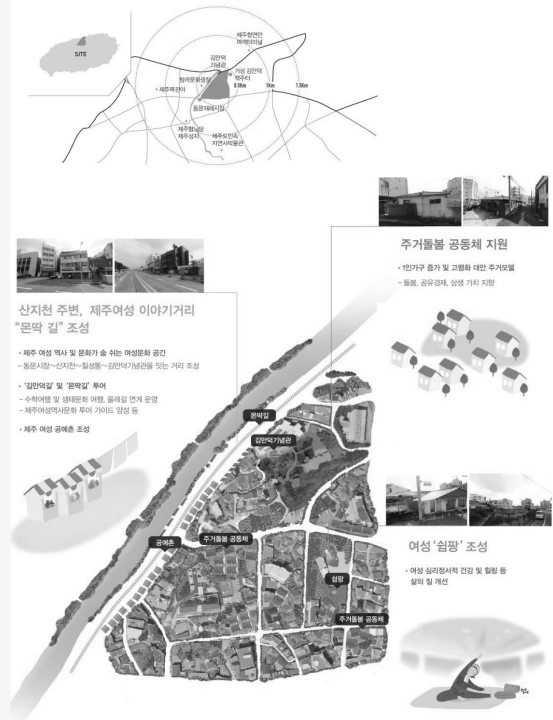 SITE
제주항연안
여객터미널
김만덕
기념관
탐라문화광장
거상 김만덕
객주터
제주목관아
0.5Km
1Km
1.5Km
동문재래시장
제주성지
자연사박물관
주거돌봄 공동체 지원
• 1인가구 증가 및 고령화 대안 주거모델
- 돌봄, 공유경제, 상생 가치 지향
산지천 주변, 제주여성 이야기거리
“몬딱 길” 조성
• 제주 여성 역사 및 문화가 숨 쉬는 여성문화 공간
- 동문시장~산지천~칠성통~김만덕기념관을 잇는 거리 조성
• ‘김만덕길’ 및 ‘몬딱길’ 투어
- 수학여행 및 생태문화 여행, 올레길 연계 운영
- 제주여성역사문화 투어 가이드 양성 등
• 제주 여성 공예촌 조성
몬딱길
김만덕기념관
공예촌
주거돌봄 공동체
쉼팡
주거돌봄 공동체
여성 ‘쉼팡’ 조성
• 여성 심리정서적 건강 및 힐링 등
삶의 질 개선